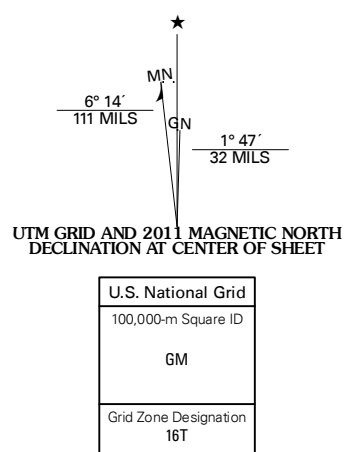 ★
M.N.
6° 14´
111 MILS
GN
1° 47´
32 MILS
UTM GRID AND 2011 MAGNETIC NORTH
DECLINATION AT CENTER OF SHEET
U.S. National Grid
100,000-m Square ID
GM
Grid Zone Designation
16T